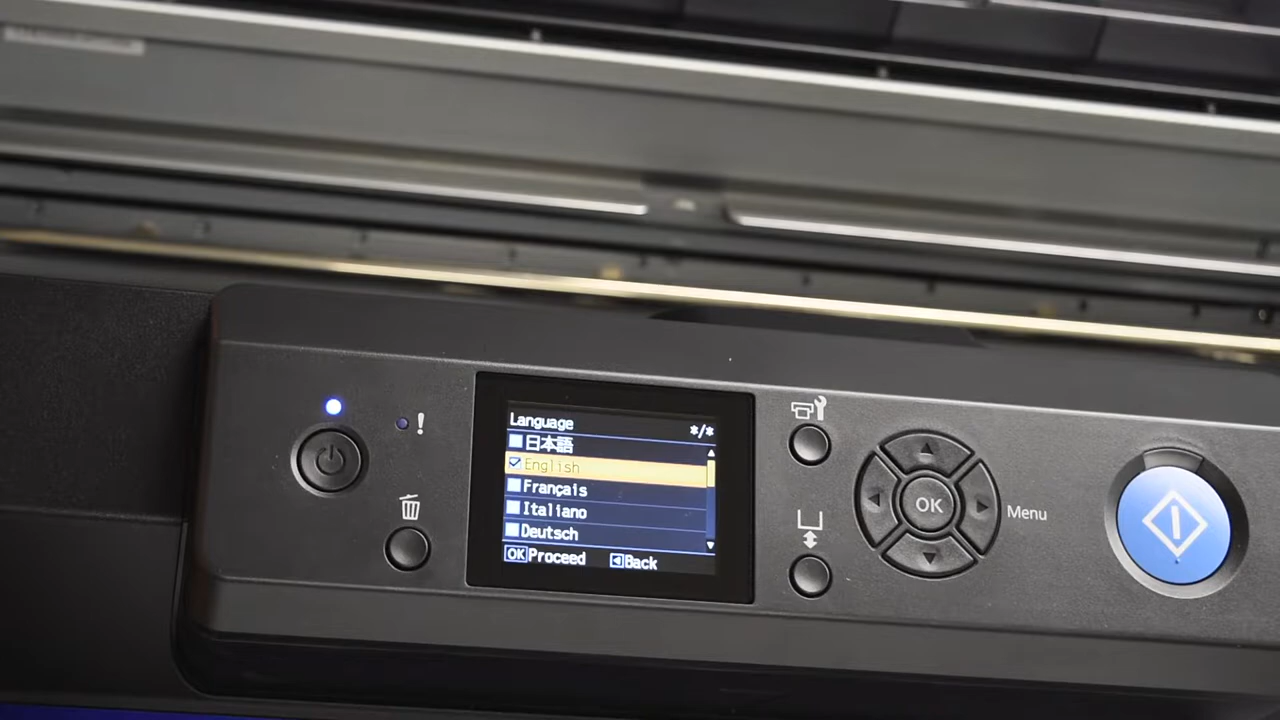 Language */*
日本語
English
Français
Italiano
Deutsch
OK Proceed Back
!
OK
Menu